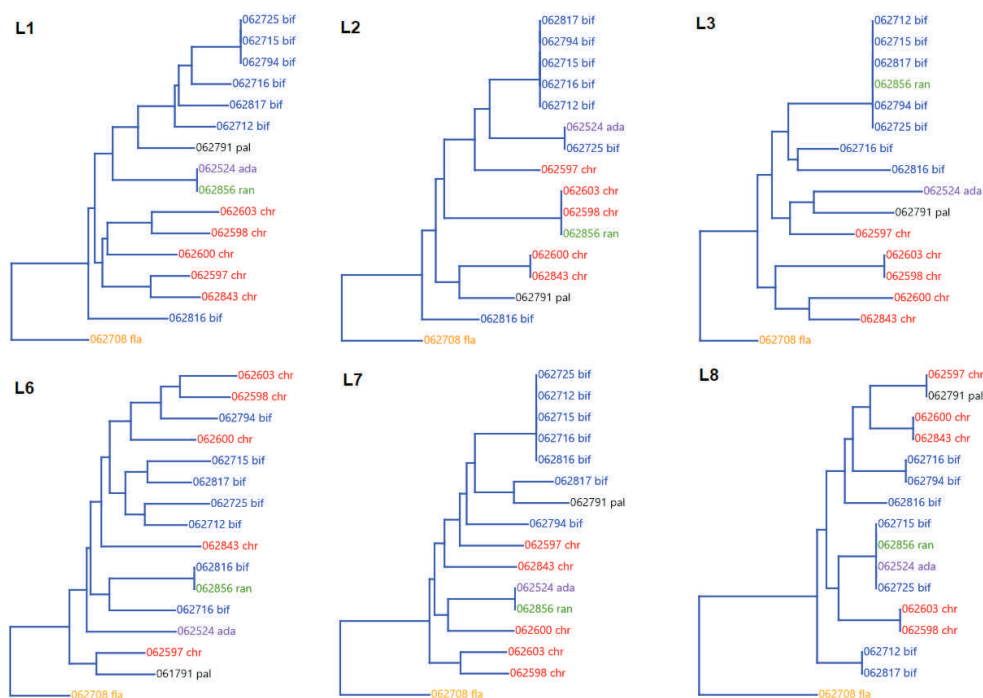 L1
062725 bif
062715 bif
062794 bif
062716 bif
062817 bif
062712 bif
062791 pal
062524 ada
062856 ran
062603 chr
062598 chr
062600 chr
062597 chr
062843 chr
062816 bif
062708 fla
L2
062817 bif
062794 bif
062715 bif
062716 bif
062712 bif
062524 ada
062725 bif
062597 chr
062603 chr
062598 chr
062856 ran
062600 chr
062843 chr
062791 pal
062816 bif
062708 fla
L3
062712 bif
062715 bif
062817 bif
062856 ran
062794 bif
062725 bif
062716 bif
062816 bif
062524 ada
062791 pal
062597 chr
062603 chr
062598 chr
062600 chr
062843 chr
062708 fla
L6
062603 chr
062598 chr
062794 bif
062600 chr
062715 bif
062817 bif
062725 bif
062712 bif
062843 chr
062816 bif
062856 ran
062716 bif
062524 ada
062597 chr
061791 pal
062708 fla
L7
062725 bif
062712 bif
062715 bif
062716 bif
062816 bif
062817 bif
062791 pal
062794 bif
062597 chr
062843 chr
062524 ada
062856 ran
062600 chr
062603 chr
062598 chr
062708 fla
L8
062597 chr
062791 pal
062600 chr
062843 chr
062716 bif
062794 bif
062816 bif
062715 bif
062856 ran
062524 ada
062725 bif
062603 chr
062598 chr
062712 bif
062817 bif
062708 fla